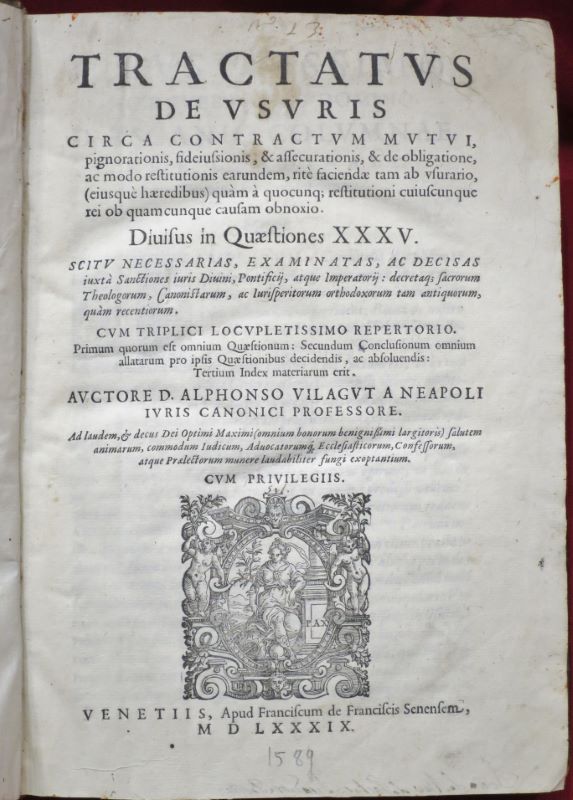 No. 23.
TRACTATVS
DE VSVRIS
CIRCA CONTRACTVM MVTVI,
pignorationis, fideiussionis, & assecurationis, & de obligatione,
ac modo restitutionis earundem, ritè faciendæ tam ab vsurario,
(eiusquè hæredibus) quàm à quocunq; restitutioni cuiuscunque
rei ob quamcunque causam obnoxio.
Diuisus in Quæstiones XXXV.
SCITV NECESSARIAS, EXAMINATAS, AC DECISAS
iuxtà Sanctiones iuris Diuini, Pontificij, atque Imperatorij: decretaq; sacrorum
Theologorum, Canonistarum, ac Iurisperitorum orthodoxorum tam antiquorum,
quàm recentiorum.
CVM TRIPLICI LOCVPLETISSIMO REPERTORIO.
Primum quorum est omnium Quæstionum: Secundum Conclusionum omnium
allatarum pro ipsis Quæstionibus decidendis, ac absoluendis:
Tertium Index materiarum erit.
AVCTORE D. ALPHONSO VILAGVT A NEAPOLI
IVRIS CANONICI PROFESSORE.
Ad laudem, & decus Dei Optimi Maximi (omnium bonorum benignissimi largitoris) salutem
animarum, commodum Iudicum, Aduocatorumq́; Ecclesiasticorum, Confessorum,
atque Prælectorum munere laudabiliter fungi exoptantium.
CVM PRIVILEGIIS.
PAX
VENETIIS, Apud Franciscum de Franciscis Senensem,
M D LXXXIX.
1589